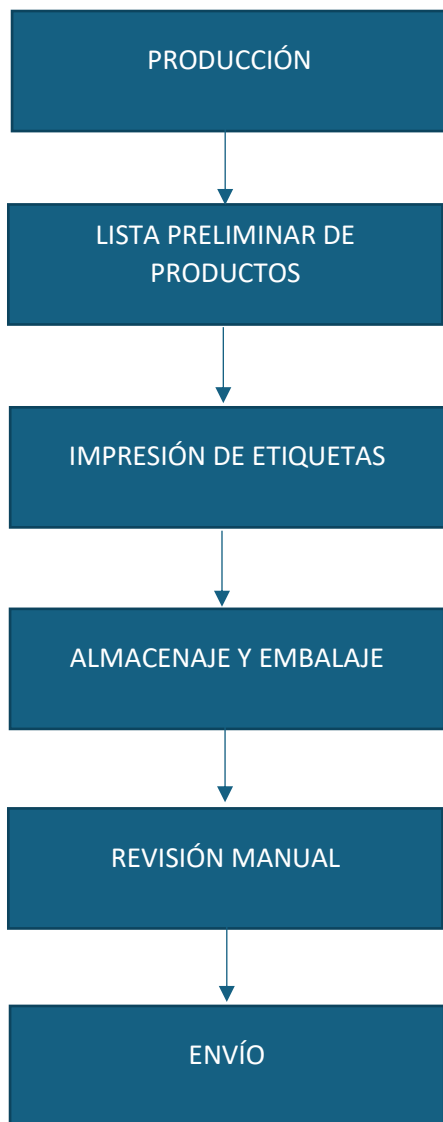 PRODUCCIÓN
LISTA PRELIMINAR DE
PRODUCTOS
IMPRESIÓN DE ETIQUETAS
ALMACENAJE Y EMBALAJE
REVISIÓN MANUAL
ENVÍO